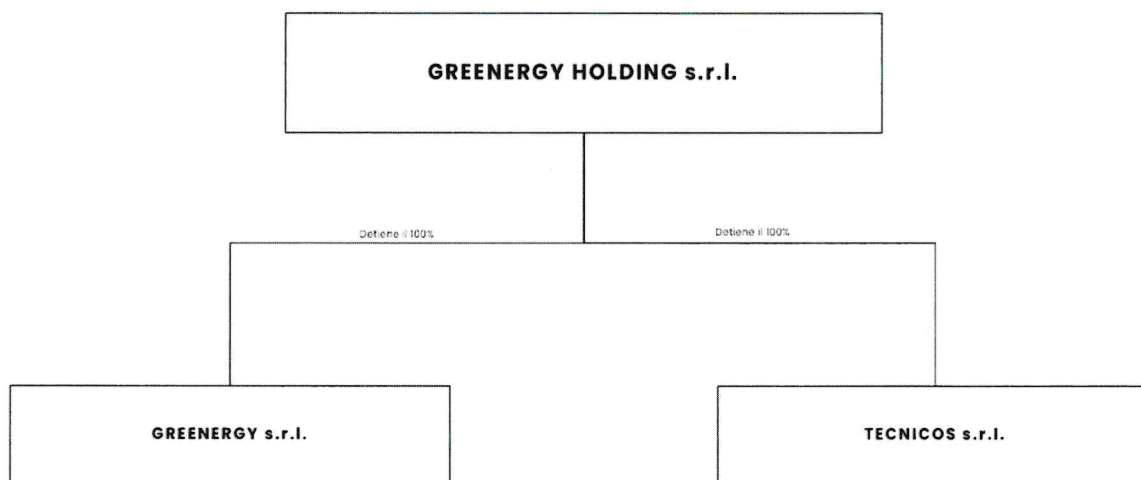 GREENERGY HOLDING s.r.l.
Detiene il 100%
Detiene il 100%
GREENERGY s.r.l.
TECNICOS s.r.l.